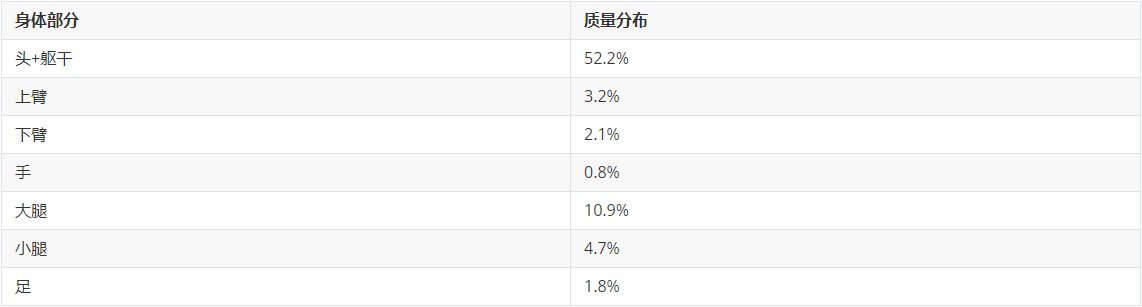 身体部分 质量分布
头+躯干 52.2%
上臂 3.2%
下臂 2.1%
手 0.8%
大腿 10.9%
小腿 4.7%
足 1.8%